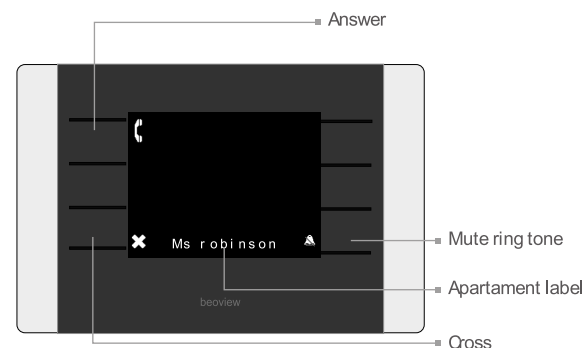 Answer
Ms robinson
Mute ring tone
Apartament label
beoview
Cross